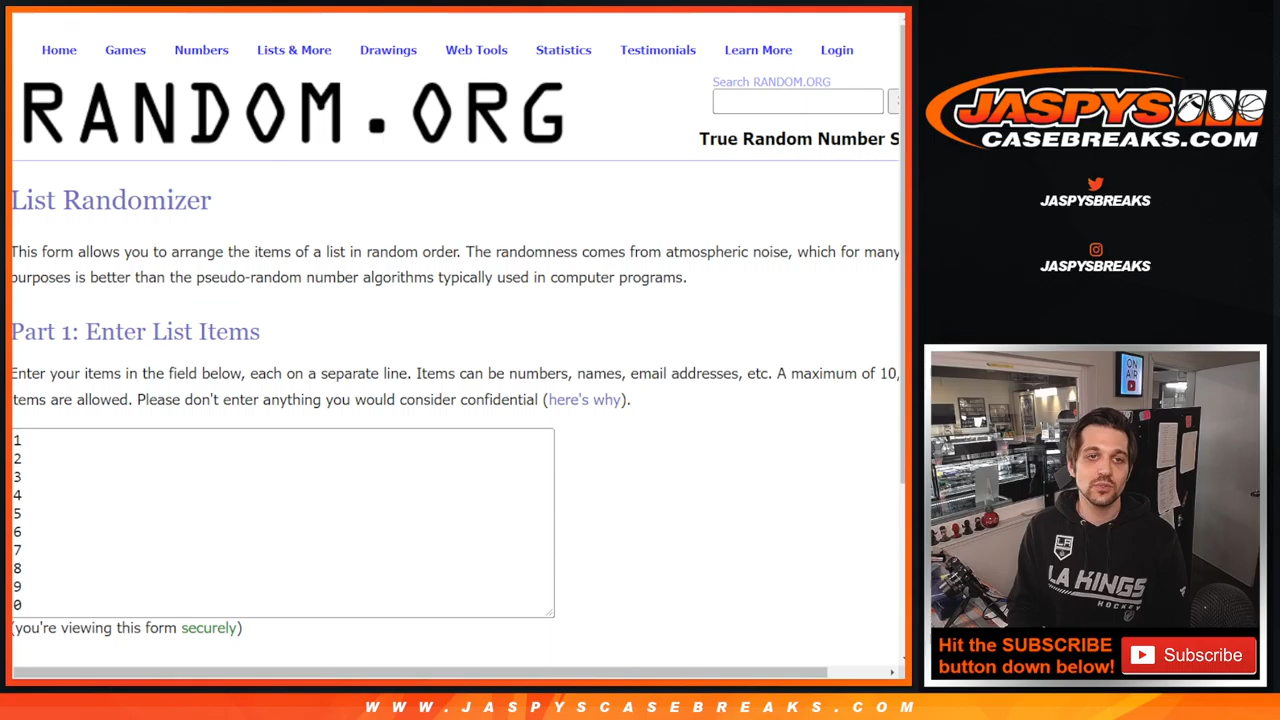 Home Games Numbers Lists & More Drawings Web Tools Statistics Testimonials Learn More Login
RANDOM.ORG
Search RANDOM.ORG
True Random Number S
List Randomizer
This form allows you to arrange the items of a list in random order. The randomness comes from atmospheric noise, which for many
purposes is better than the pseudo-random number algorithms typically used in computer programs.
Part 1: Enter List Items
Enter your items in the field below, each on a separate line. Items can be numbers, names, email addresses, etc. A maximum of 10,
items are allowed. Please don't enter anything you would consider confidential (here's why).
1
2
3
4
5
6
7
8
9
0
(you're viewing this form securely)
JASPYS
CASEBREAKS.COM
JASPYSBREAKS
JASPYSBREAKS
ON
AIR
LA
LA KINGS
HOCKEY
Hit the SUBSCRIBE
button down below!
Subscribe
WWW.JASPYSCASEBREAKS.COM